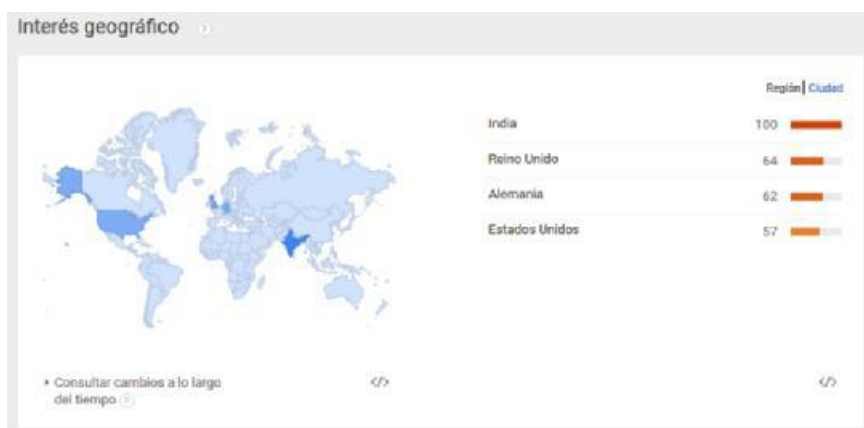 Interés geográfico ?
Región | Ciudad
India 100
Reino Unido 64
Alemania 62
Estados Unidos 57
Consultar cambios a lo largo
del tiempo ?
</> </>